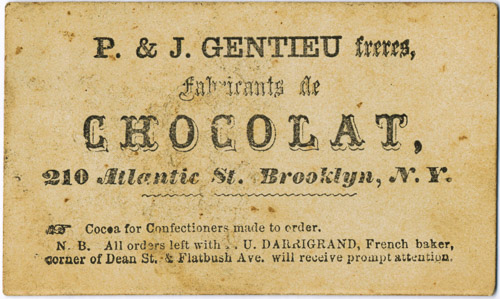 P. & J. GENTIEU freres,
Fabricants de
CHOCOLAT,
210 Atlantic St. Brooklyn, N. Y.
☞ Cocoa for Confectioners made to order.
N. B. All orders left with U. DARRIGRAND, French baker,
corner of Dean St. & Flatbush Ave. will receive prompt attention.